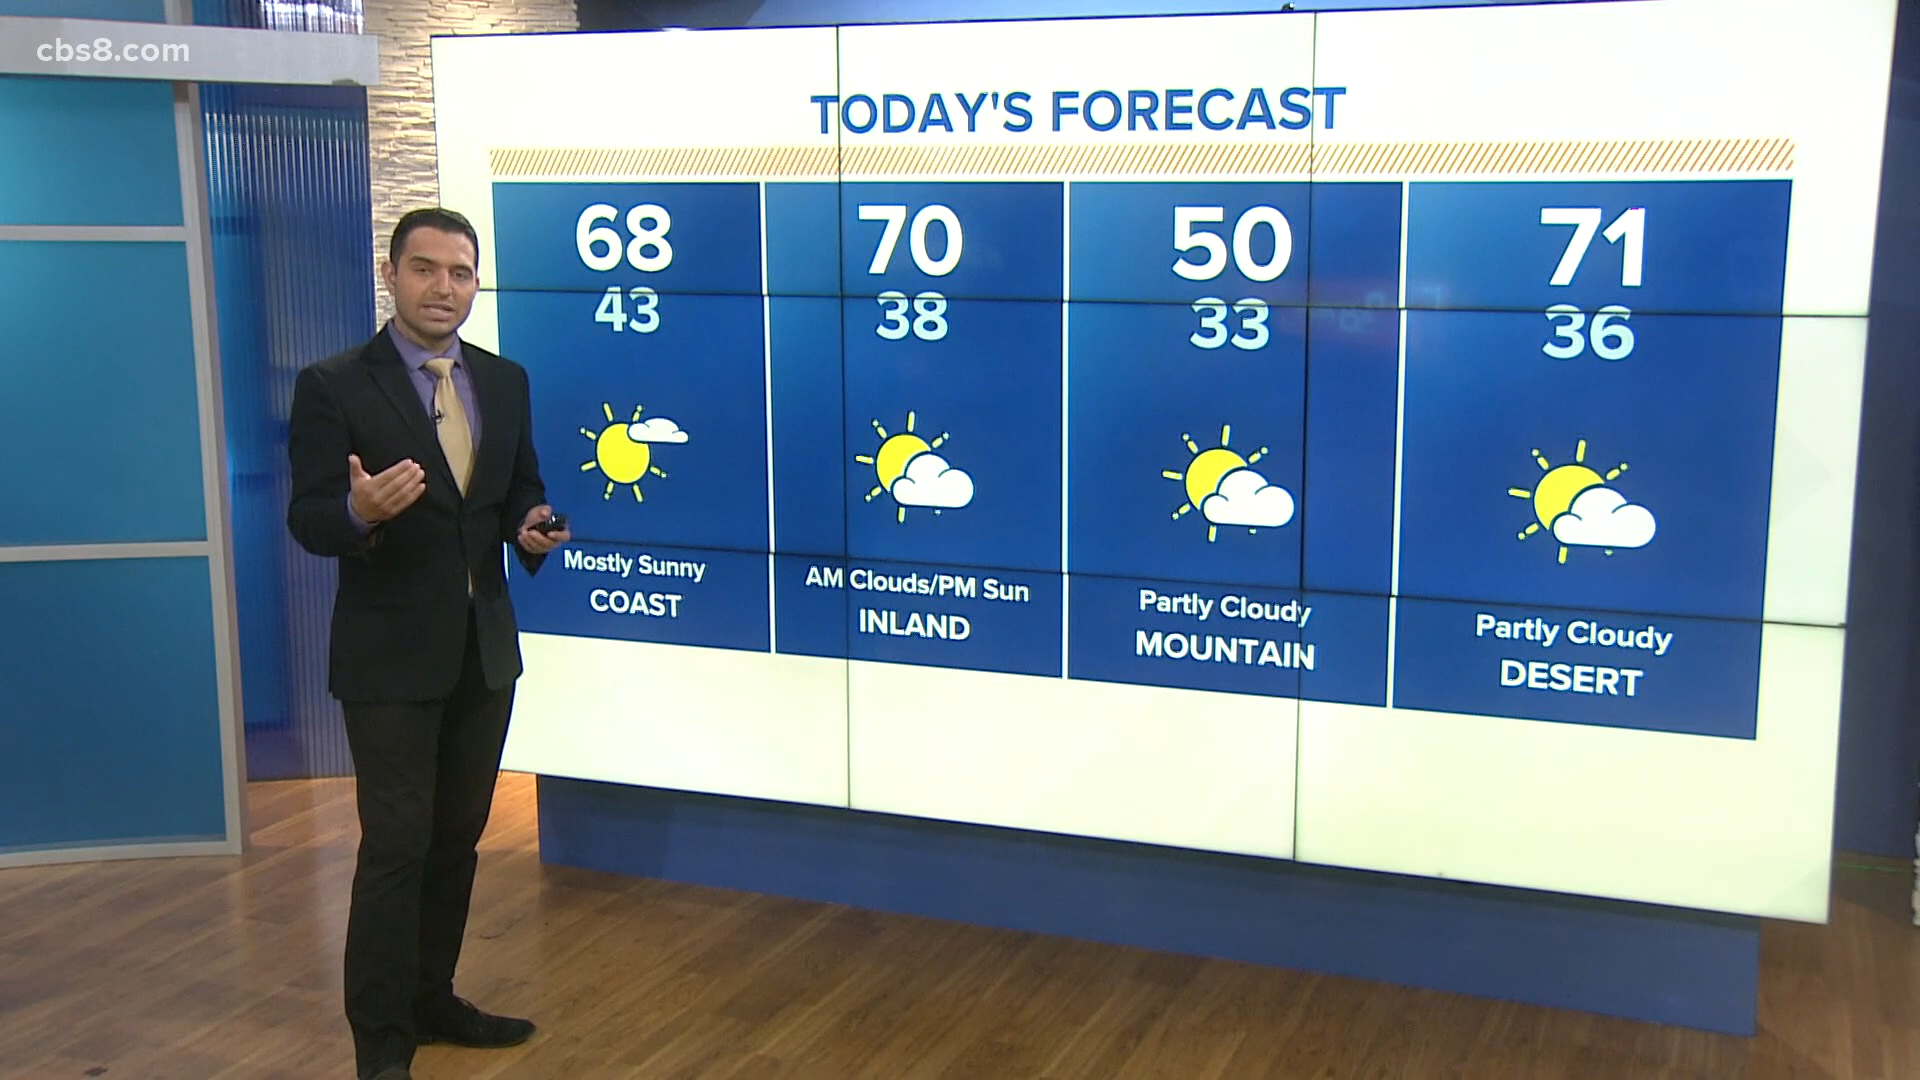 cbs8.com
TODAY'S FORECAST
68
43
Mostly Sunny
COAST
70
38
AM Clouds/PM Sun
INLAND
50
33
Partly Cloudy
MOUNTAIN
71
36
Partly Cloudy
DESERT